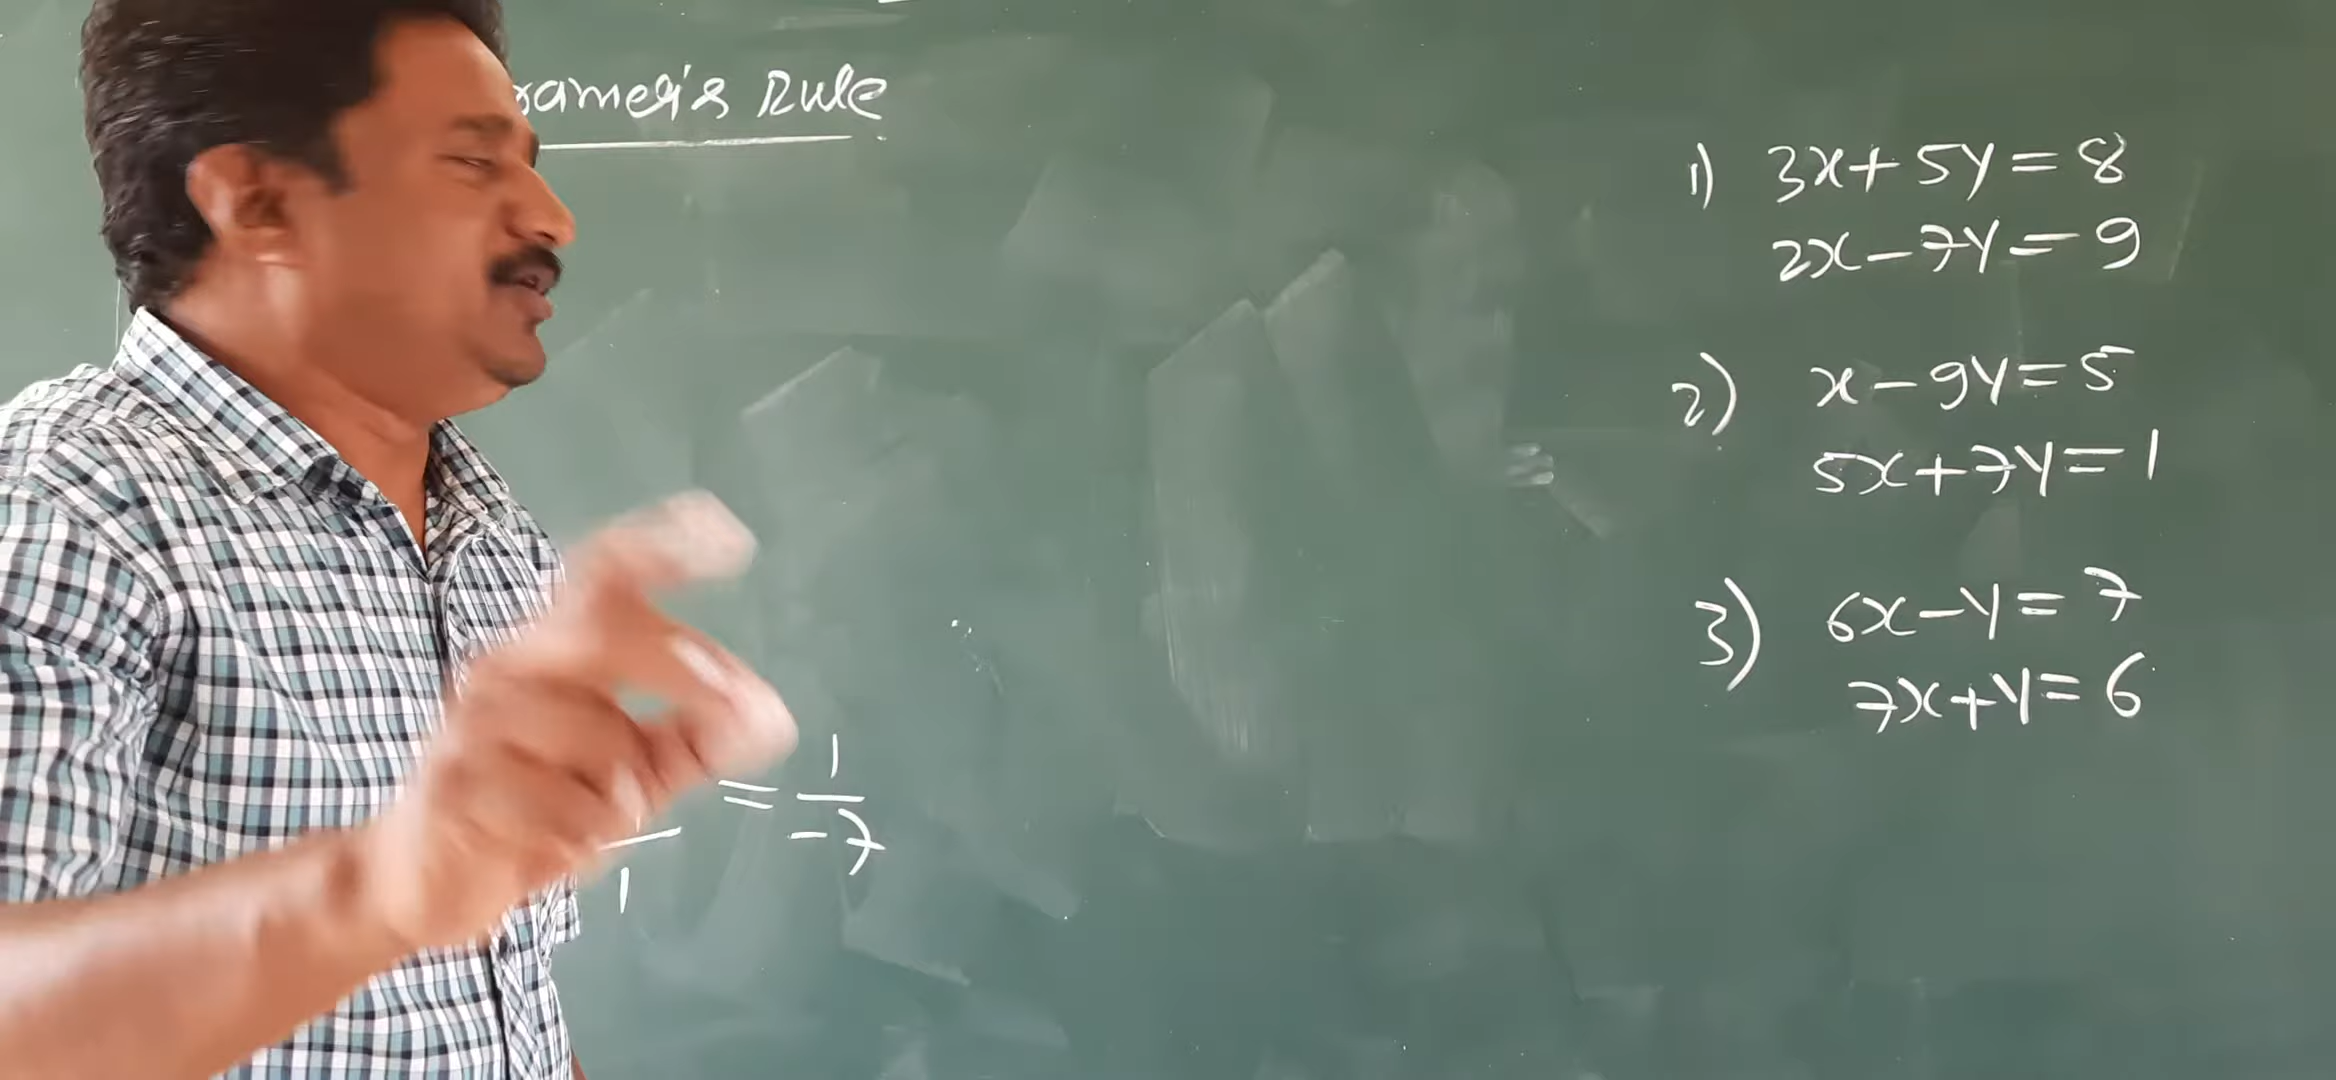 ramer's Rule
1) 3x+5y=8
2x-7y=9
2) x-9y=5
5x+7y=1
3) 6x-y=7
7x+y=6
= 1/-7
1